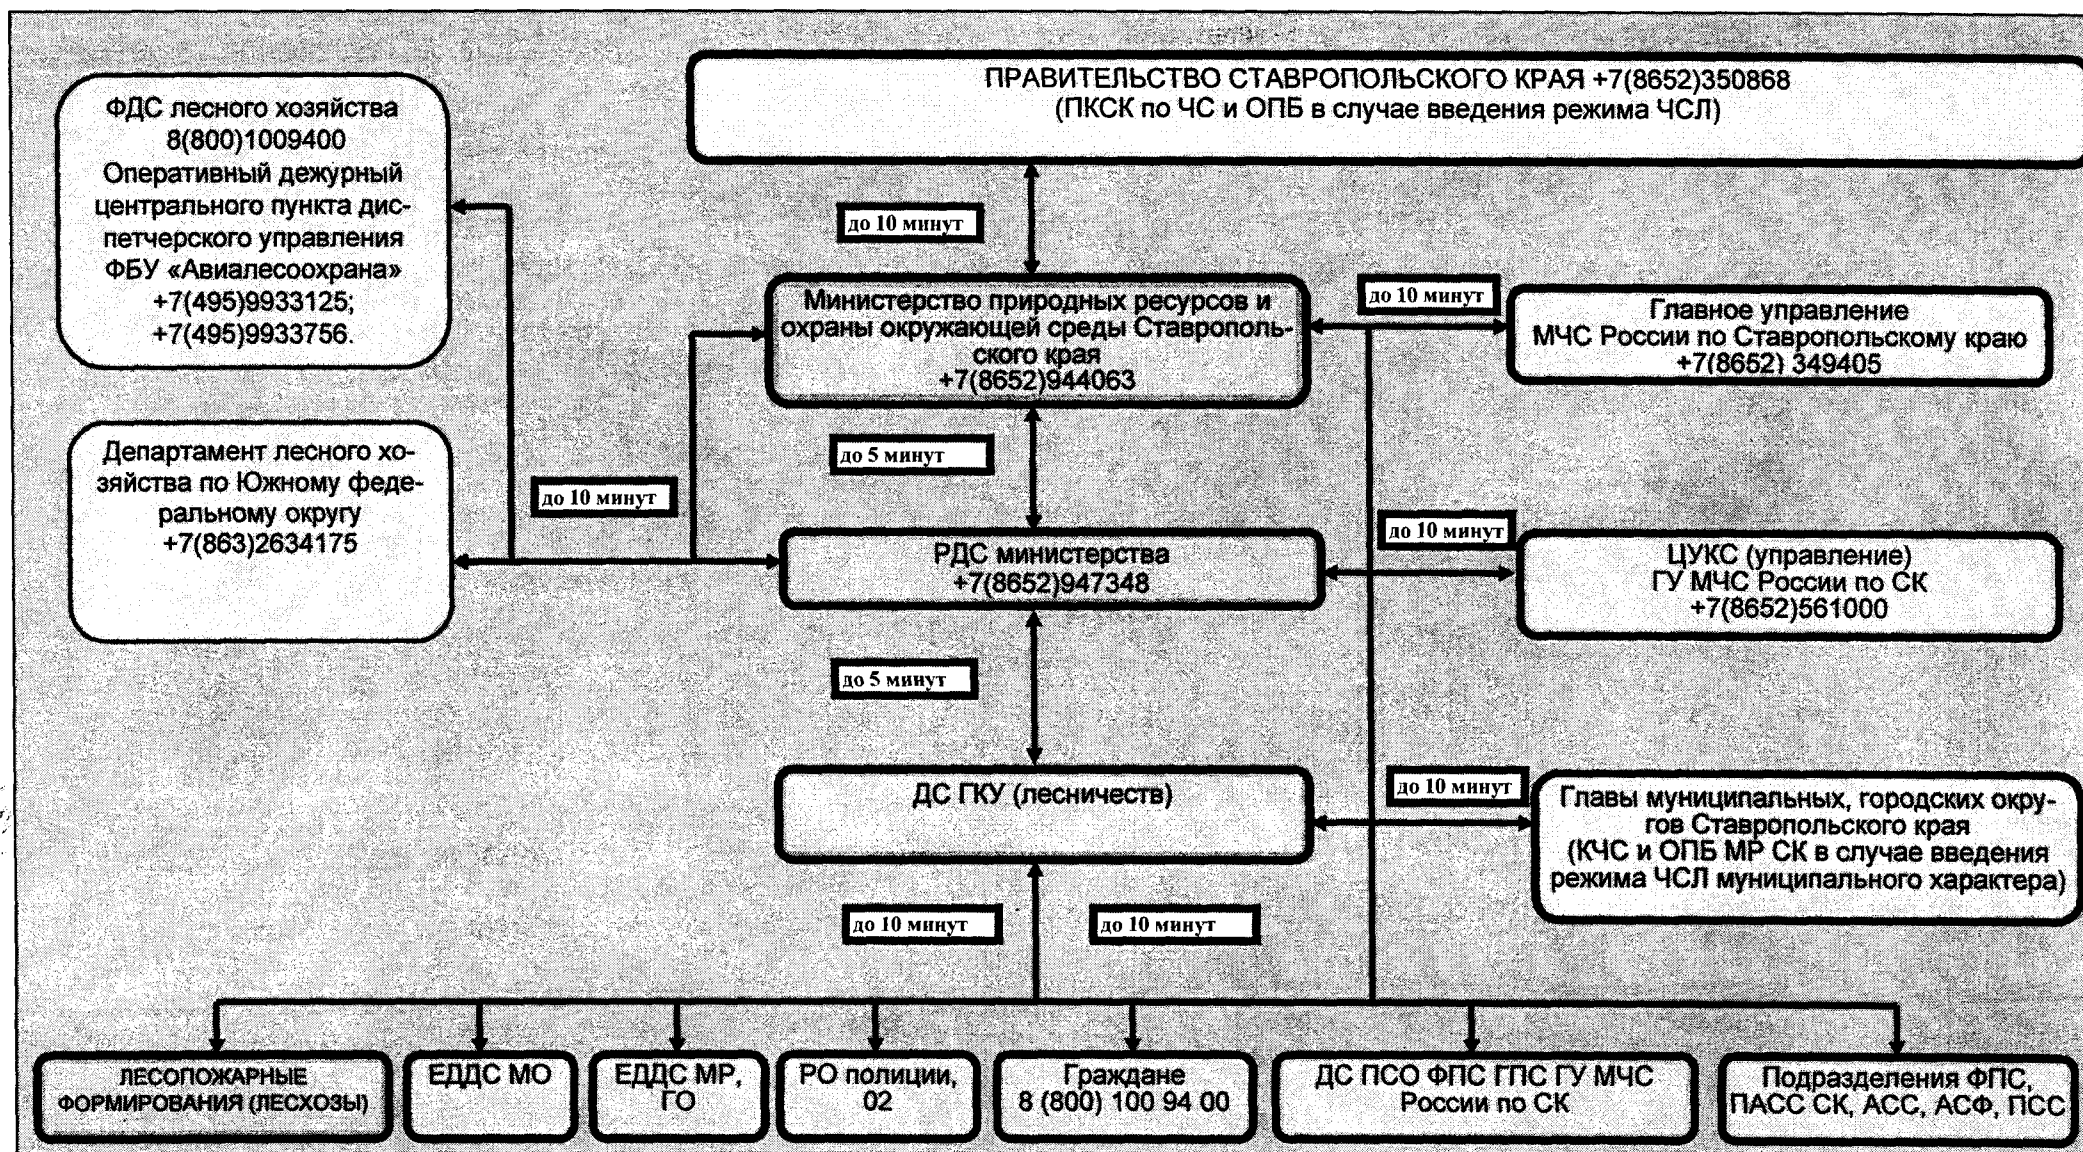 ПРАВИТЕЛЬСТВО СТАВРОПОЛЬСКОГО КРАЯ +7(8652)350868
(ПКСК по ЧС и ОПБ в случае введения режима ЧСЛ)
ФДС лесного хозяйства
8(800)1009400
Оперативный дежурный
центрального пункта дис-
петчерского управления
ФБУ «Авиалесоохрана»
+7(495)9933125;
+7(495)9933756.
до 10 минут
Министерство природных ресурсов и
охраны окружающей среды Ставрополь-
ского края
+7(8652)944063
до 10 минут
Главное управление
МЧС России по Ставропольскому краю
+7(8652) 349405
Департамент лесного хо-
зяйства по Южному феде-
ральному округу
+7(863)2634175
до 5 минут
до 10 минут
РДС министерства
+7(8652)947348
до 10 минут
ЦУКС (управление)
ГУ МЧС России по СК
+7(8652)561000
до 5 минут
ДС ГКУ (лесничеств)
до 10 минут
Главы муниципальных, городских окру-
гов Ставропольского края
(КЧС и ОПБ МР СК в случае введения
режима ЧСЛ муниципального характера)
до 10 минут
до 10 минут
ЛЕСОПОЖАРНЫЕ
ФОРМИРОВАНИЯ (ЛЕСХОЗЫ)
ЕДДС МО
ЕДДС МР,
ГО
РО полиции,
02
Граждане
8 (800) 100 94 00
ДС ПСО ФПС ГПС ГУ МЧС
России по СК
Подразделения ФПС,
ПАСС СК, АСС, АСФ, ПСС